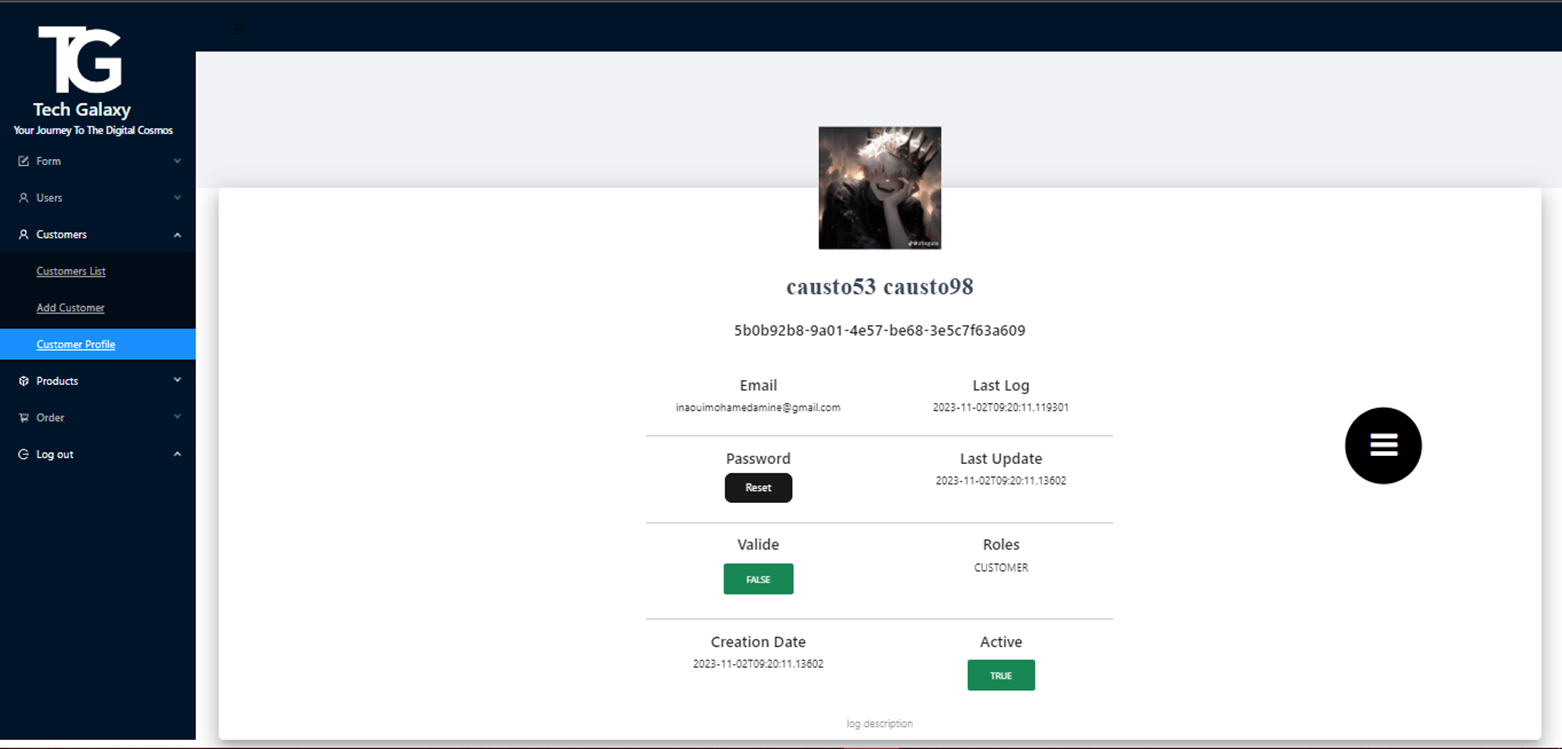 TG
Tech Galaxy
Your Journey To The Digital Cosmos
Form
Users
Customers
Customers List
Add Customer
Customer Profile
Products
Order
Log out
causto53 causto98
5b0b92b8-9a01-4e57-be68-3e5c7f63a609
Email
Last Log
inaouimohamedamine@gmail.com
2023-11-02T09:20:11.119301
Password
Last Update
Reset
2023-11-02T09:20:11.13602
Valide
Roles
FALSE
CUSTOMER
Creation Date
Active
2023-11-02T09:20:11.13602
TRUE
log description